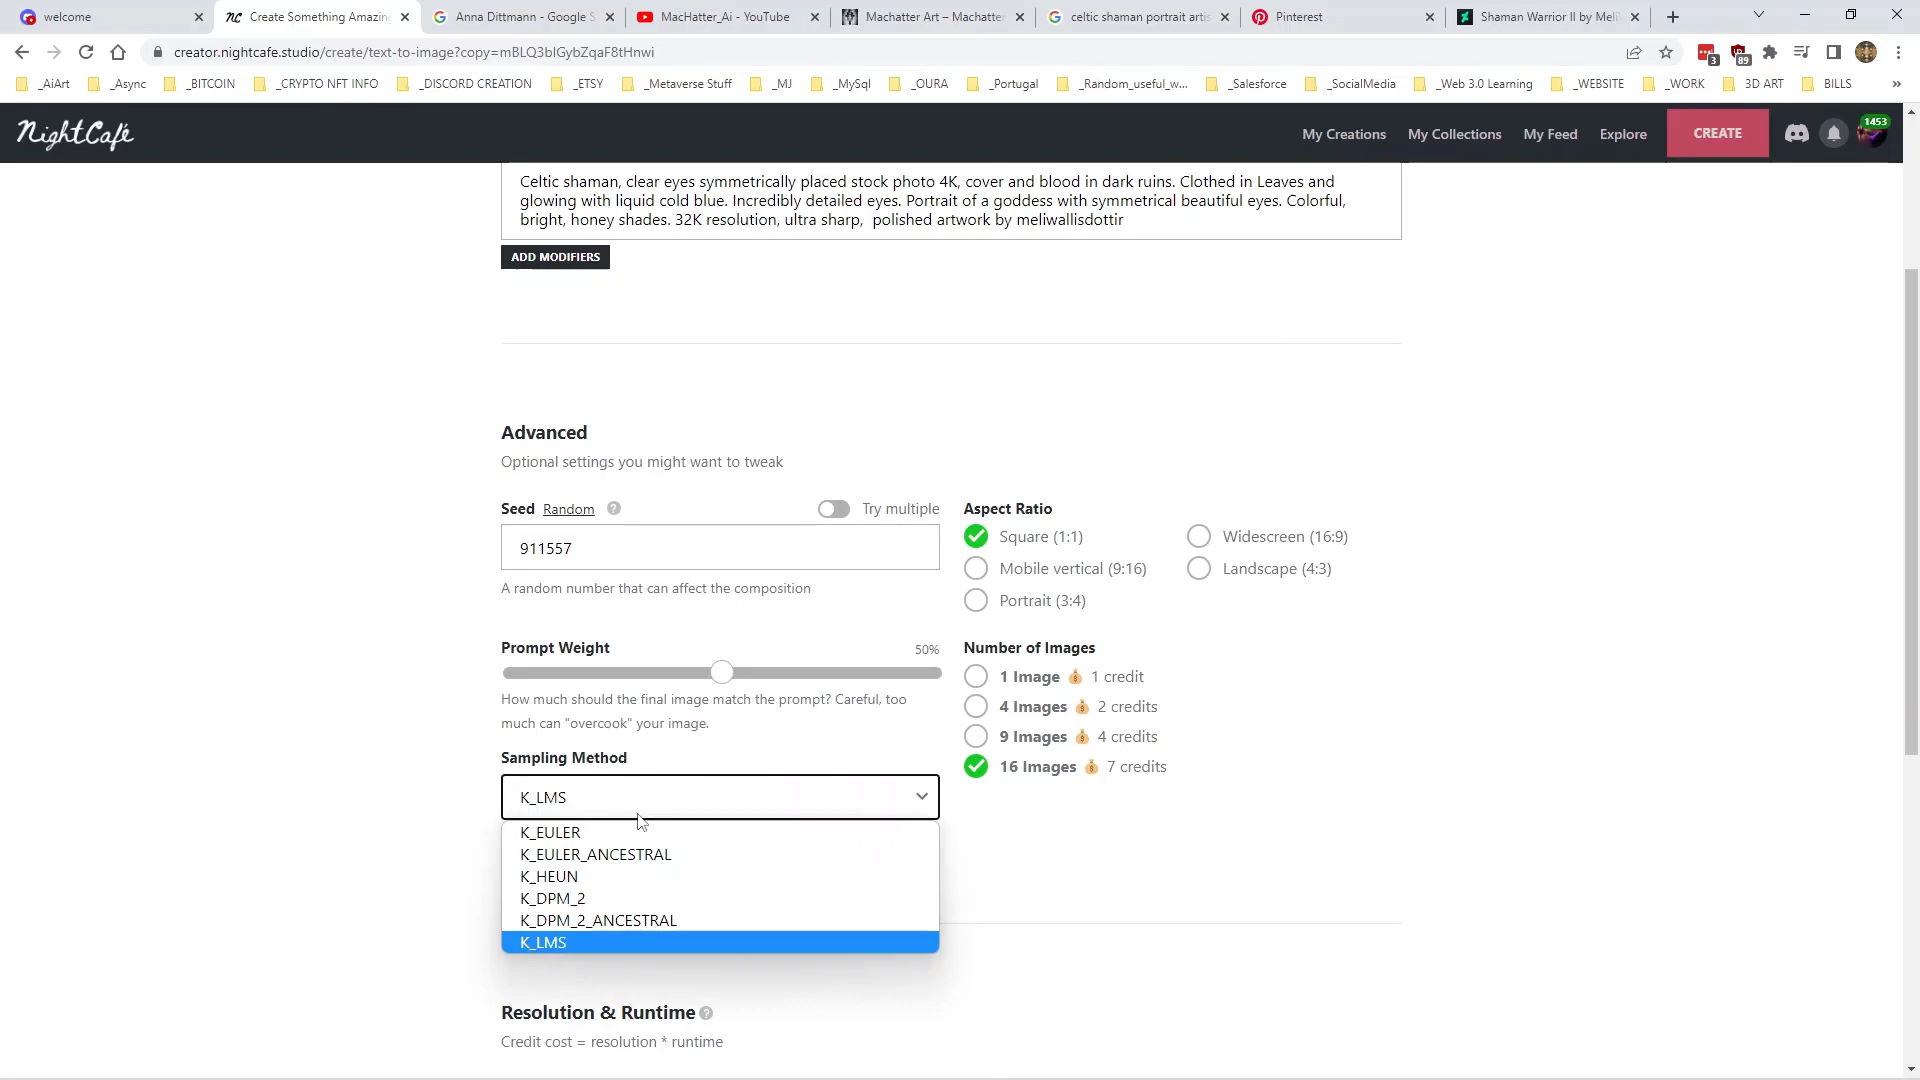 welcome
Create Something Amazing
Anna Dittmann - Google S
MacHatter_Ai - YouTube
Machatter Art – Machatter
celtic shaman portrait artis
Pinterest
Shaman Warrior II by Meli
creator.nightcafe.studio/create/text-to-image?copy=mBLQ3blGybZqaF8tHnwi
3
89
_AiArt
_Async
_BITCOIN
_CRYPTO NFT INFO
_DISCORD CREATION
_ETSY
_Metaverse Stuff
_MJ
_MySql
_OURA
_Portugal
_Random_useful_w...
_Salesforce
_SocialMedia
_Web 3.0 Learning
_WEBSITE
_WORK
3D ART
BILLS
»
NightCafé
My Creations
My Collections
My Feed
Explore
CREATE
1453
Celtic shaman, clear eyes symmetrically placed stock photo 4K, cover and blood in dark ruins. Clothed in Leaves and
glowing with liquid cold blue. Incredibly detailed eyes. Portrait of a goddess with symmetrical beautiful eyes. Colorful,
bright, honey shades. 32K resolution, ultra sharp,  polished artwork by meliwallisdottir
ADD MODIFIERS
Advanced
Optional settings you might want to tweak
Seed Random ?
Try multiple
911557
A random number that can affect the composition
Aspect Ratio
Square (1:1)
Widescreen (16:9)
Mobile vertical (9:16)
Landscape (4:3)
Portrait (3:4)
Prompt Weight
50%
How much should the final image match the prompt? Careful, too
much can "overcook" your image.
Number of Images
1 Image 1 credit
4 Images 2 credits
9 Images 4 credits
16 Images 7 credits
Sampling Method
K_LMS
K_EULER
K_EULER_ANCESTRAL
K_HEUN
K_DPM_2
K_DPM_2_ANCESTRAL
K_LMS
Resolution & Runtime ?
Credit cost = resolution * runtime